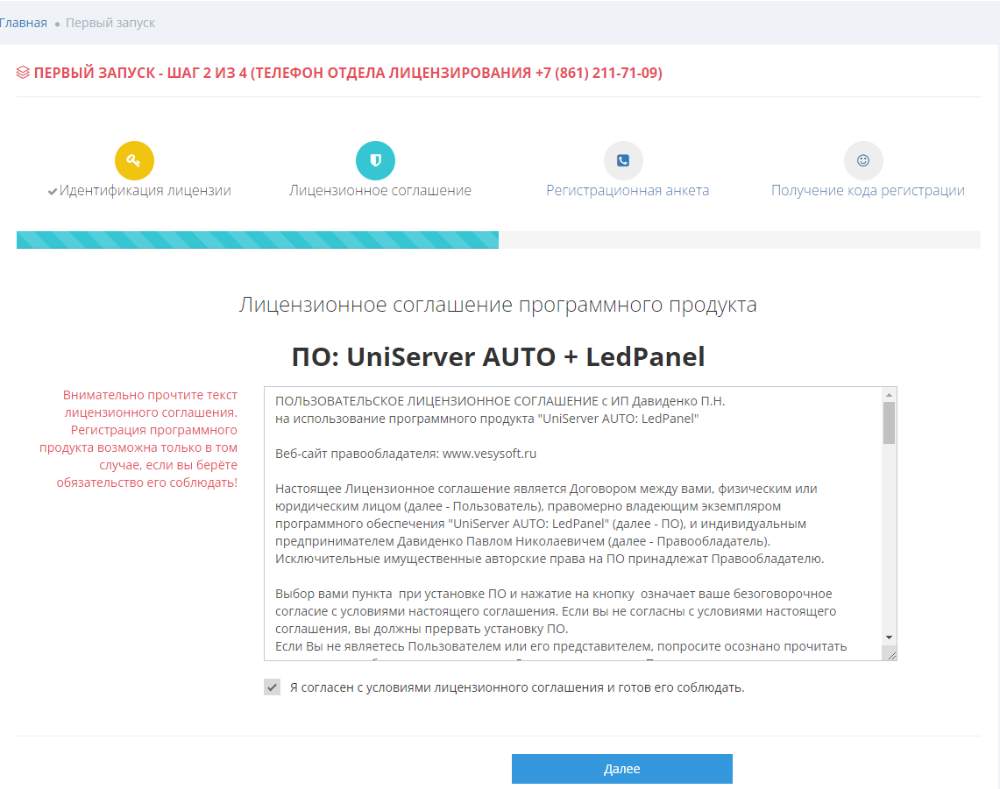 Главная • Первый запуск
ПЕРВЫЙ ЗАПУСК - ШАГ 2 ИЗ 4 (ТЕЛЕФОН ОТДЕЛА ЛИЦЕНЗИРОВАНИЯ +7 (861) 211-71-09)
Идентификация лицензии
Лицензионное соглашение
Регистрационная анкета
Получение кода регистрации
Лицензионное соглашение программного продукта
ПО: UniServer AUTO + LedPanel
Внимательно прочтите текст
лицензионного соглашения.
Регистрация программного
продукта возможна только в том
случае, если вы берёте
обязательство его соблюдать!
ПОЛЬЗОВАТЕЛЬСКОЕ ЛИЦЕНЗИОННОЕ СОГЛАШЕНИЕ с ИП Давиденко П.Н.
на использование программного продукта "UniServer AUTO: LedPanel"
Веб-сайт правообладателя: www.vesysoft.ru
Настоящее Лицензионное соглашение является Договором между вами, физическим или
юридическим лицом (далее - Пользователь), правомерно владеющим экземпляром
программного обеспечения "UniServer AUTO: LedPanel" (далее - ПО), и индивидуальным
предпринимателем Давиденко Павлом Николаевичем (далее - Правообладатель).
Исключительные имущественные авторские права на ПО принадлежат Правообладателю.
Выбор вами пункта  при установке ПО и нажатие на кнопку  означает ваше безоговорочное
согласие с условиями настоящего соглашения. Если вы не согласны с условиями настоящего
соглашения, вы должны прервать установку ПО.
Если Вы не являетесь Пользователем или его представителем, попросите осознано прочитать
Я согласен с условиями лицензионного соглашения и готов его соблюдать.
Далее